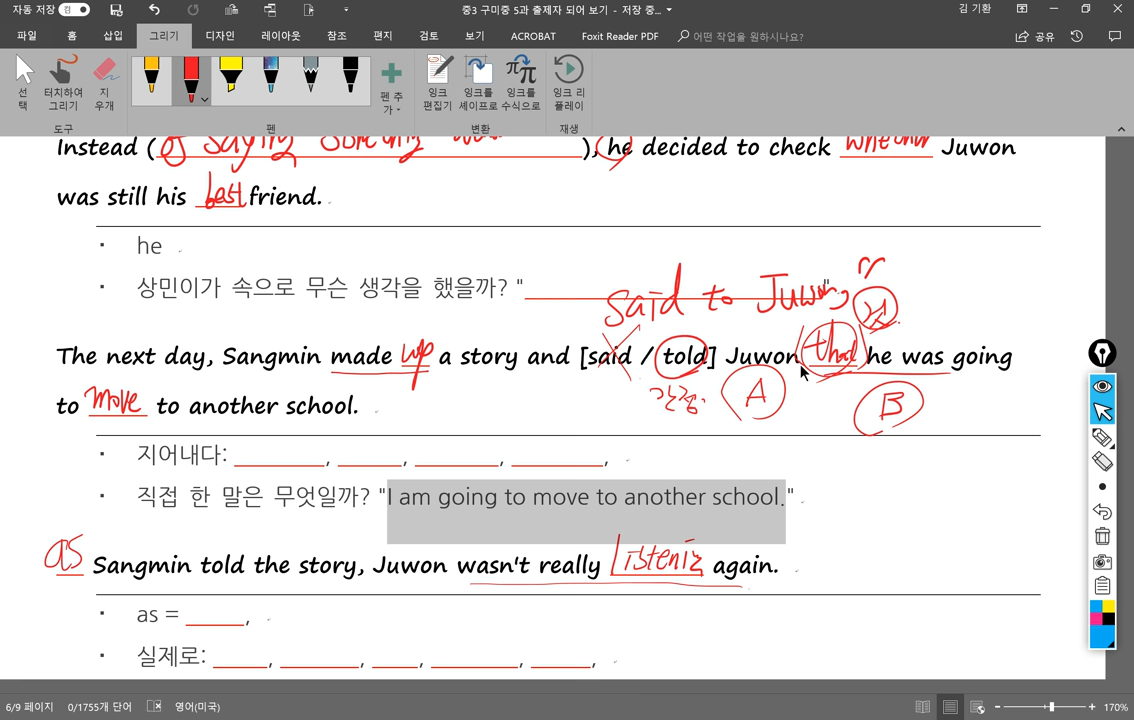 자동 저장 컴 중3 구미중 5과 출제자 되어 보기 - 저장 중... 김 기환
파일 홈 삽입 그리기 디자인 레이아웃 참조 편지 검토 보기 ACROBAT Foxit Reader PDF 어떤 작업을 원하시나요? 공유
선택 터치하여 그리기 지우개 펜 추가 잉크 편집기 잉크를 셰이프로 잉크를 수식으로 잉크 리플레이
도구 펜 변환 재생
Instead (of saying ), he decided to check whether Juwon
was still his best friend.
he
상민이가 속으로 무슨 생각을 했을까? " "
said to Juwon,
The next day, Sangmin made up a story and [said / told] Juwon that he was going
간접. A B
to move to another school.
지어내다: , , , ,
직접 한 말은 무엇일까? "I am going to move to another school."
as Sangmin told the story, Juwon wasn't really listening again.
as = ,
실제로: , , , , ,
6/9 페이지 0/1755개 단어 영어(미국) 170%